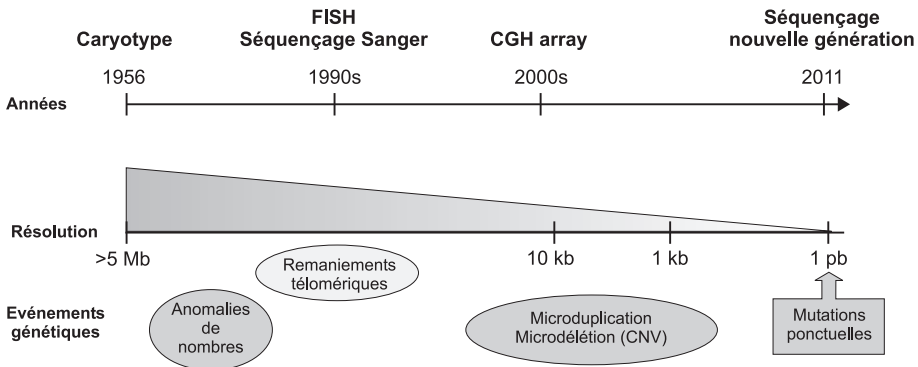 Caryotype
FISH
Séquençage Sanger
CGH array
Séquençage
nouvelle génération
1956
1990s
2000s
2011
Années
Résolution
>5 Mb
10 kb
1 kb
1 pb
Evénements
génétiques
Anomalies
de
nombres
Remaniements
télomériques
Microduplication
Microdélétion (CNV)
Mutations
ponctuelles